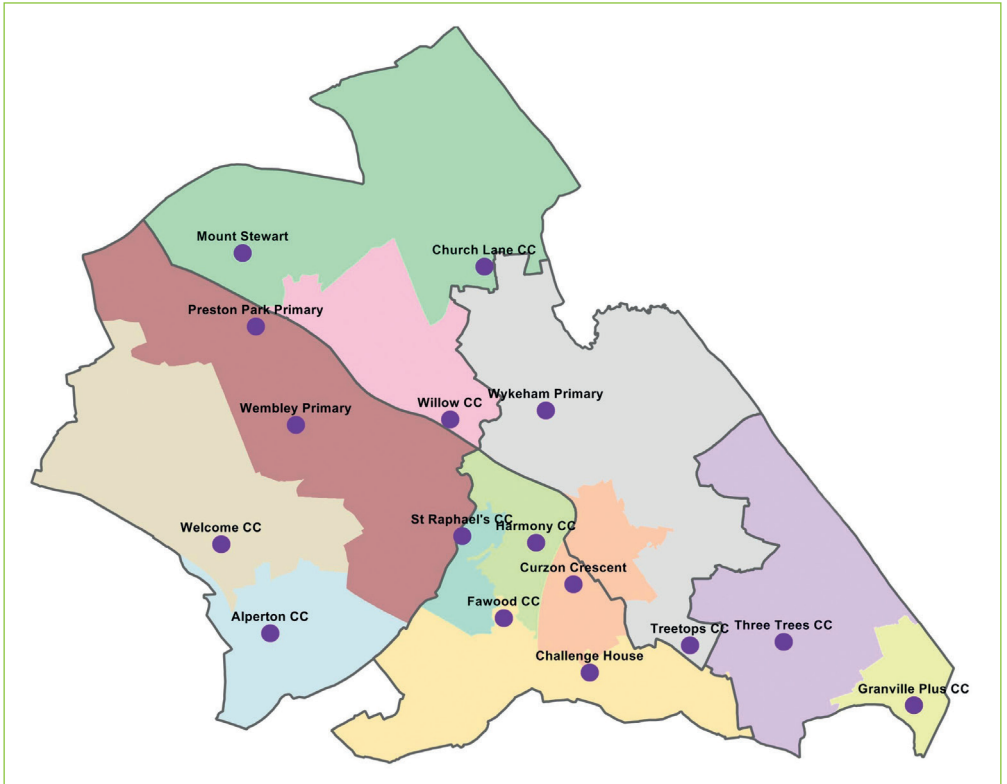 Mount Stewart
Church Lane CC
Preston Park Primary
Wykeham Primary
Willow CC
Wembley Primary
St Raphael's CC
Harmony CC
Welcome CC
Curzon Crescent
Fawood CC
Alperton CC
Treetops CC
Three Trees CC
Challenge House
Granville Plus CC